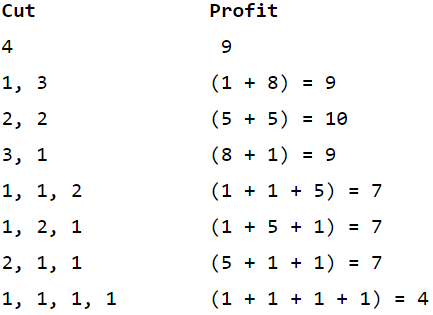 Cut Profit
4 9
1, 3 (1 + 8) = 9
2, 2 (5 + 5) = 10
3, 1 (8 + 1) = 9
1, 1, 2 (1 + 1 + 5) = 7
1, 2, 1 (1 + 5 + 1) = 7
2, 1, 1 (5 + 1 + 1) = 7
1, 1, 1, 1 (1 + 1 + 1 + 1) = 4